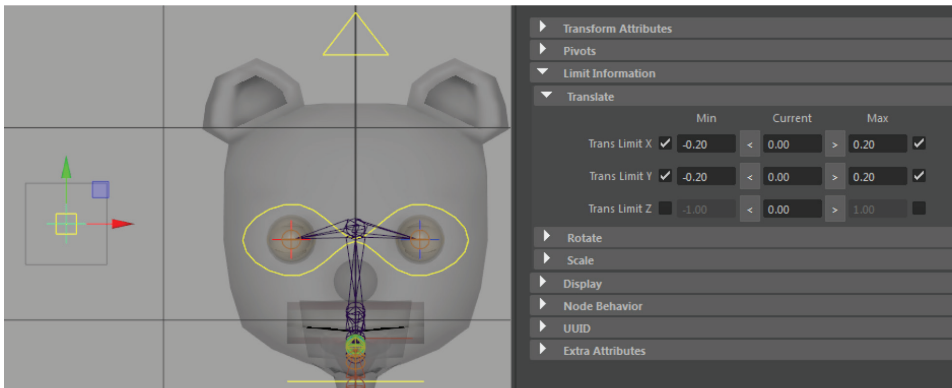 Transform Attributes
Pivots
Limit Information
Translate
Min Current Max
Trans Limit X -0.20 < 0.00 > 0.20
Trans Limit Y -0.20 < 0.00 > 0.20
Trans Limit Z -1.00 < 0.00 > 1.00
Rotate
Scale
Display
Node Behavior
UUID
Extra Attributes